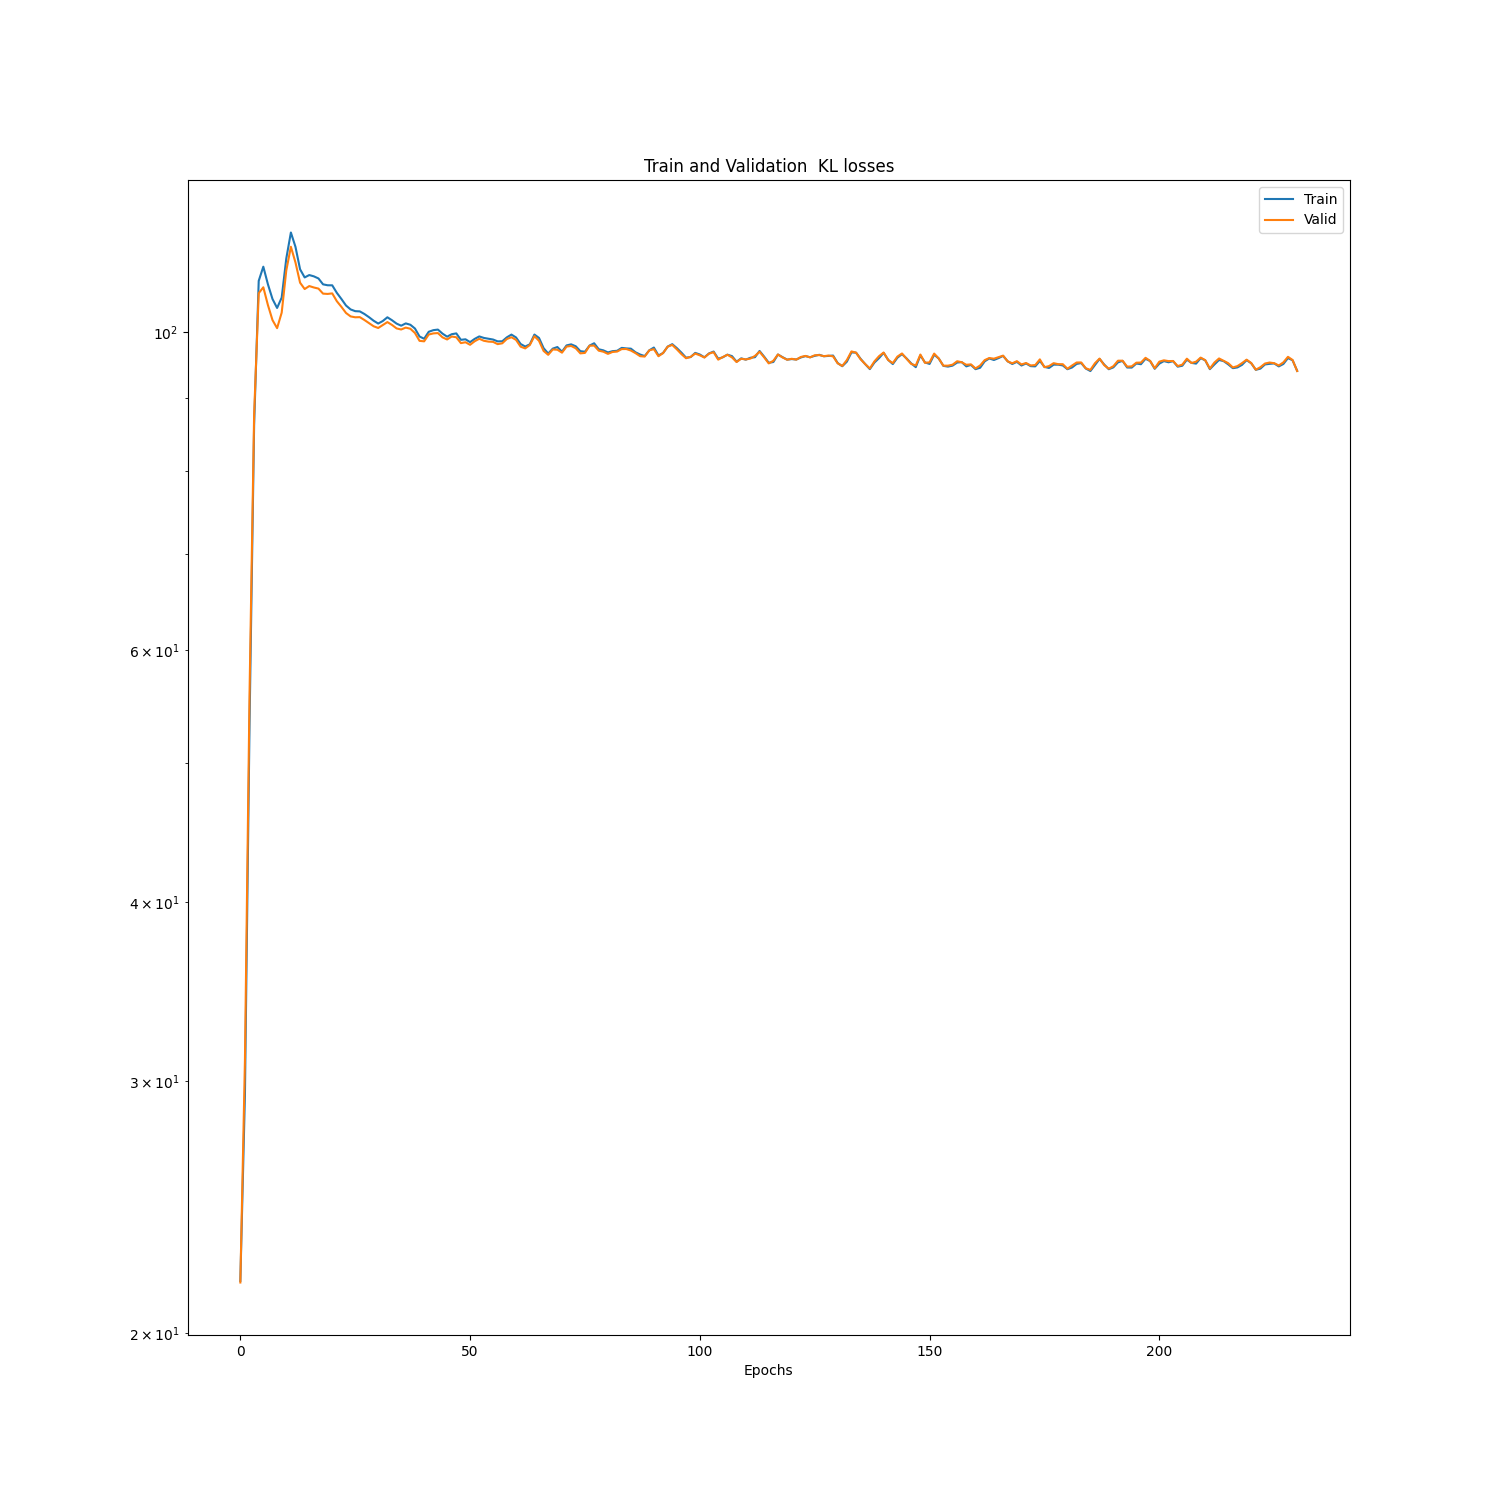 Train and Validation  KL losses
Train
Valid
10²
6 × 10¹
4 × 10¹
3 × 10¹
2 × 10¹
0 50 100 150 200
Epochs